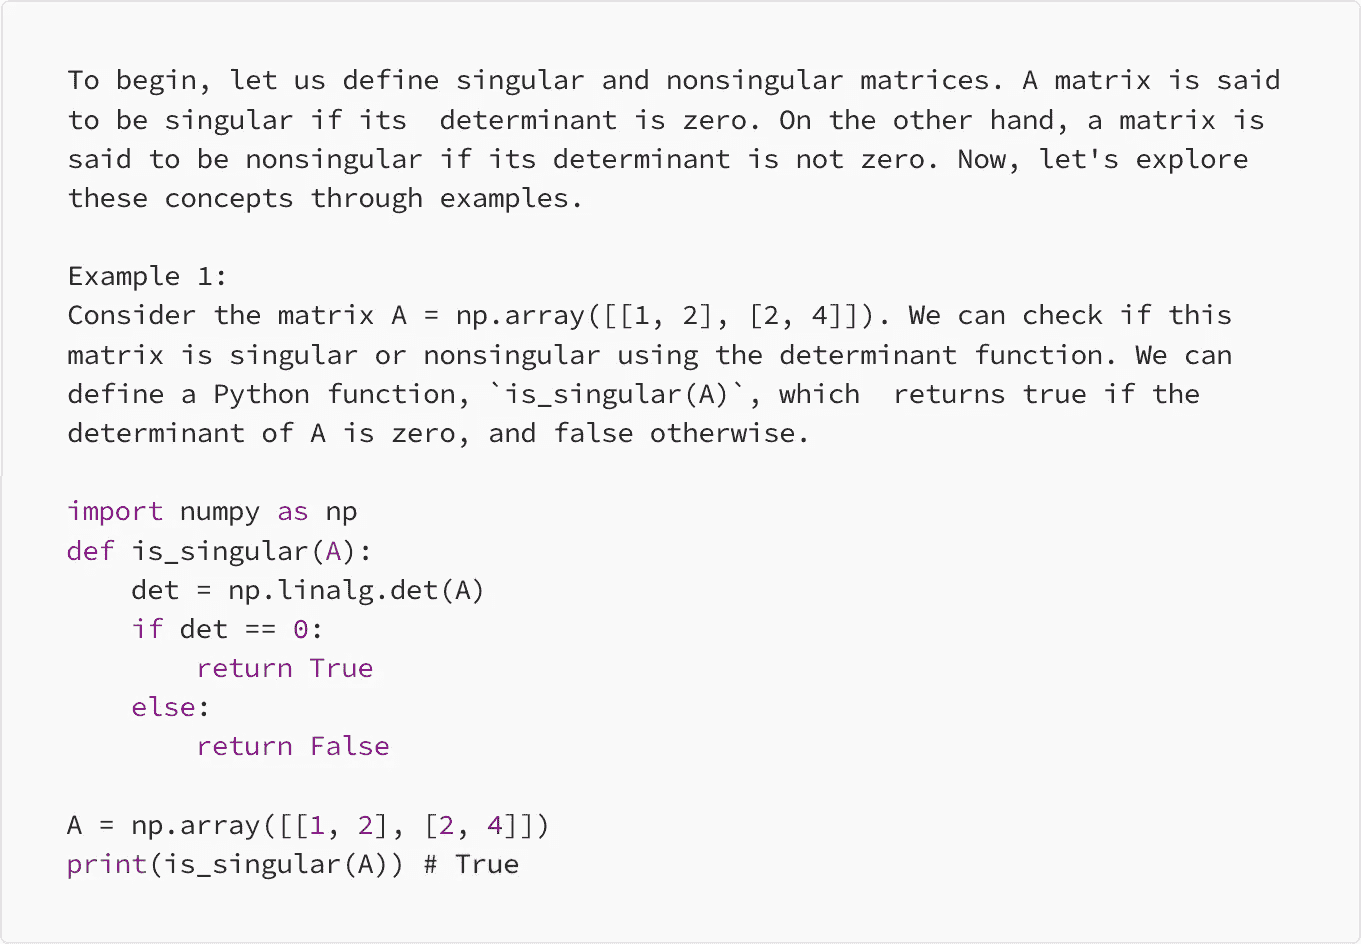 To begin, let us define singular and nonsingular matrices. A matrix is said
to be singular if its  determinant is zero. On the other hand, a matrix is
said to be nonsingular if its determinant is not zero. Now, let's explore
these concepts through examples.

Example 1:
Consider the matrix A = np.array([[1, 2], [2, 4]]). We can check if this
matrix is singular or nonsingular using the determinant function. We can
define a Python function, `is_singular(A)`, which  returns true if the
determinant of A is zero, and false otherwise.

import numpy as np
def is_singular(A):
    det = np.linalg.det(A)
    if det == 0:
        return True
    else:
        return False

A = np.array([[1, 2], [2, 4]])
print(is_singular(A)) # True